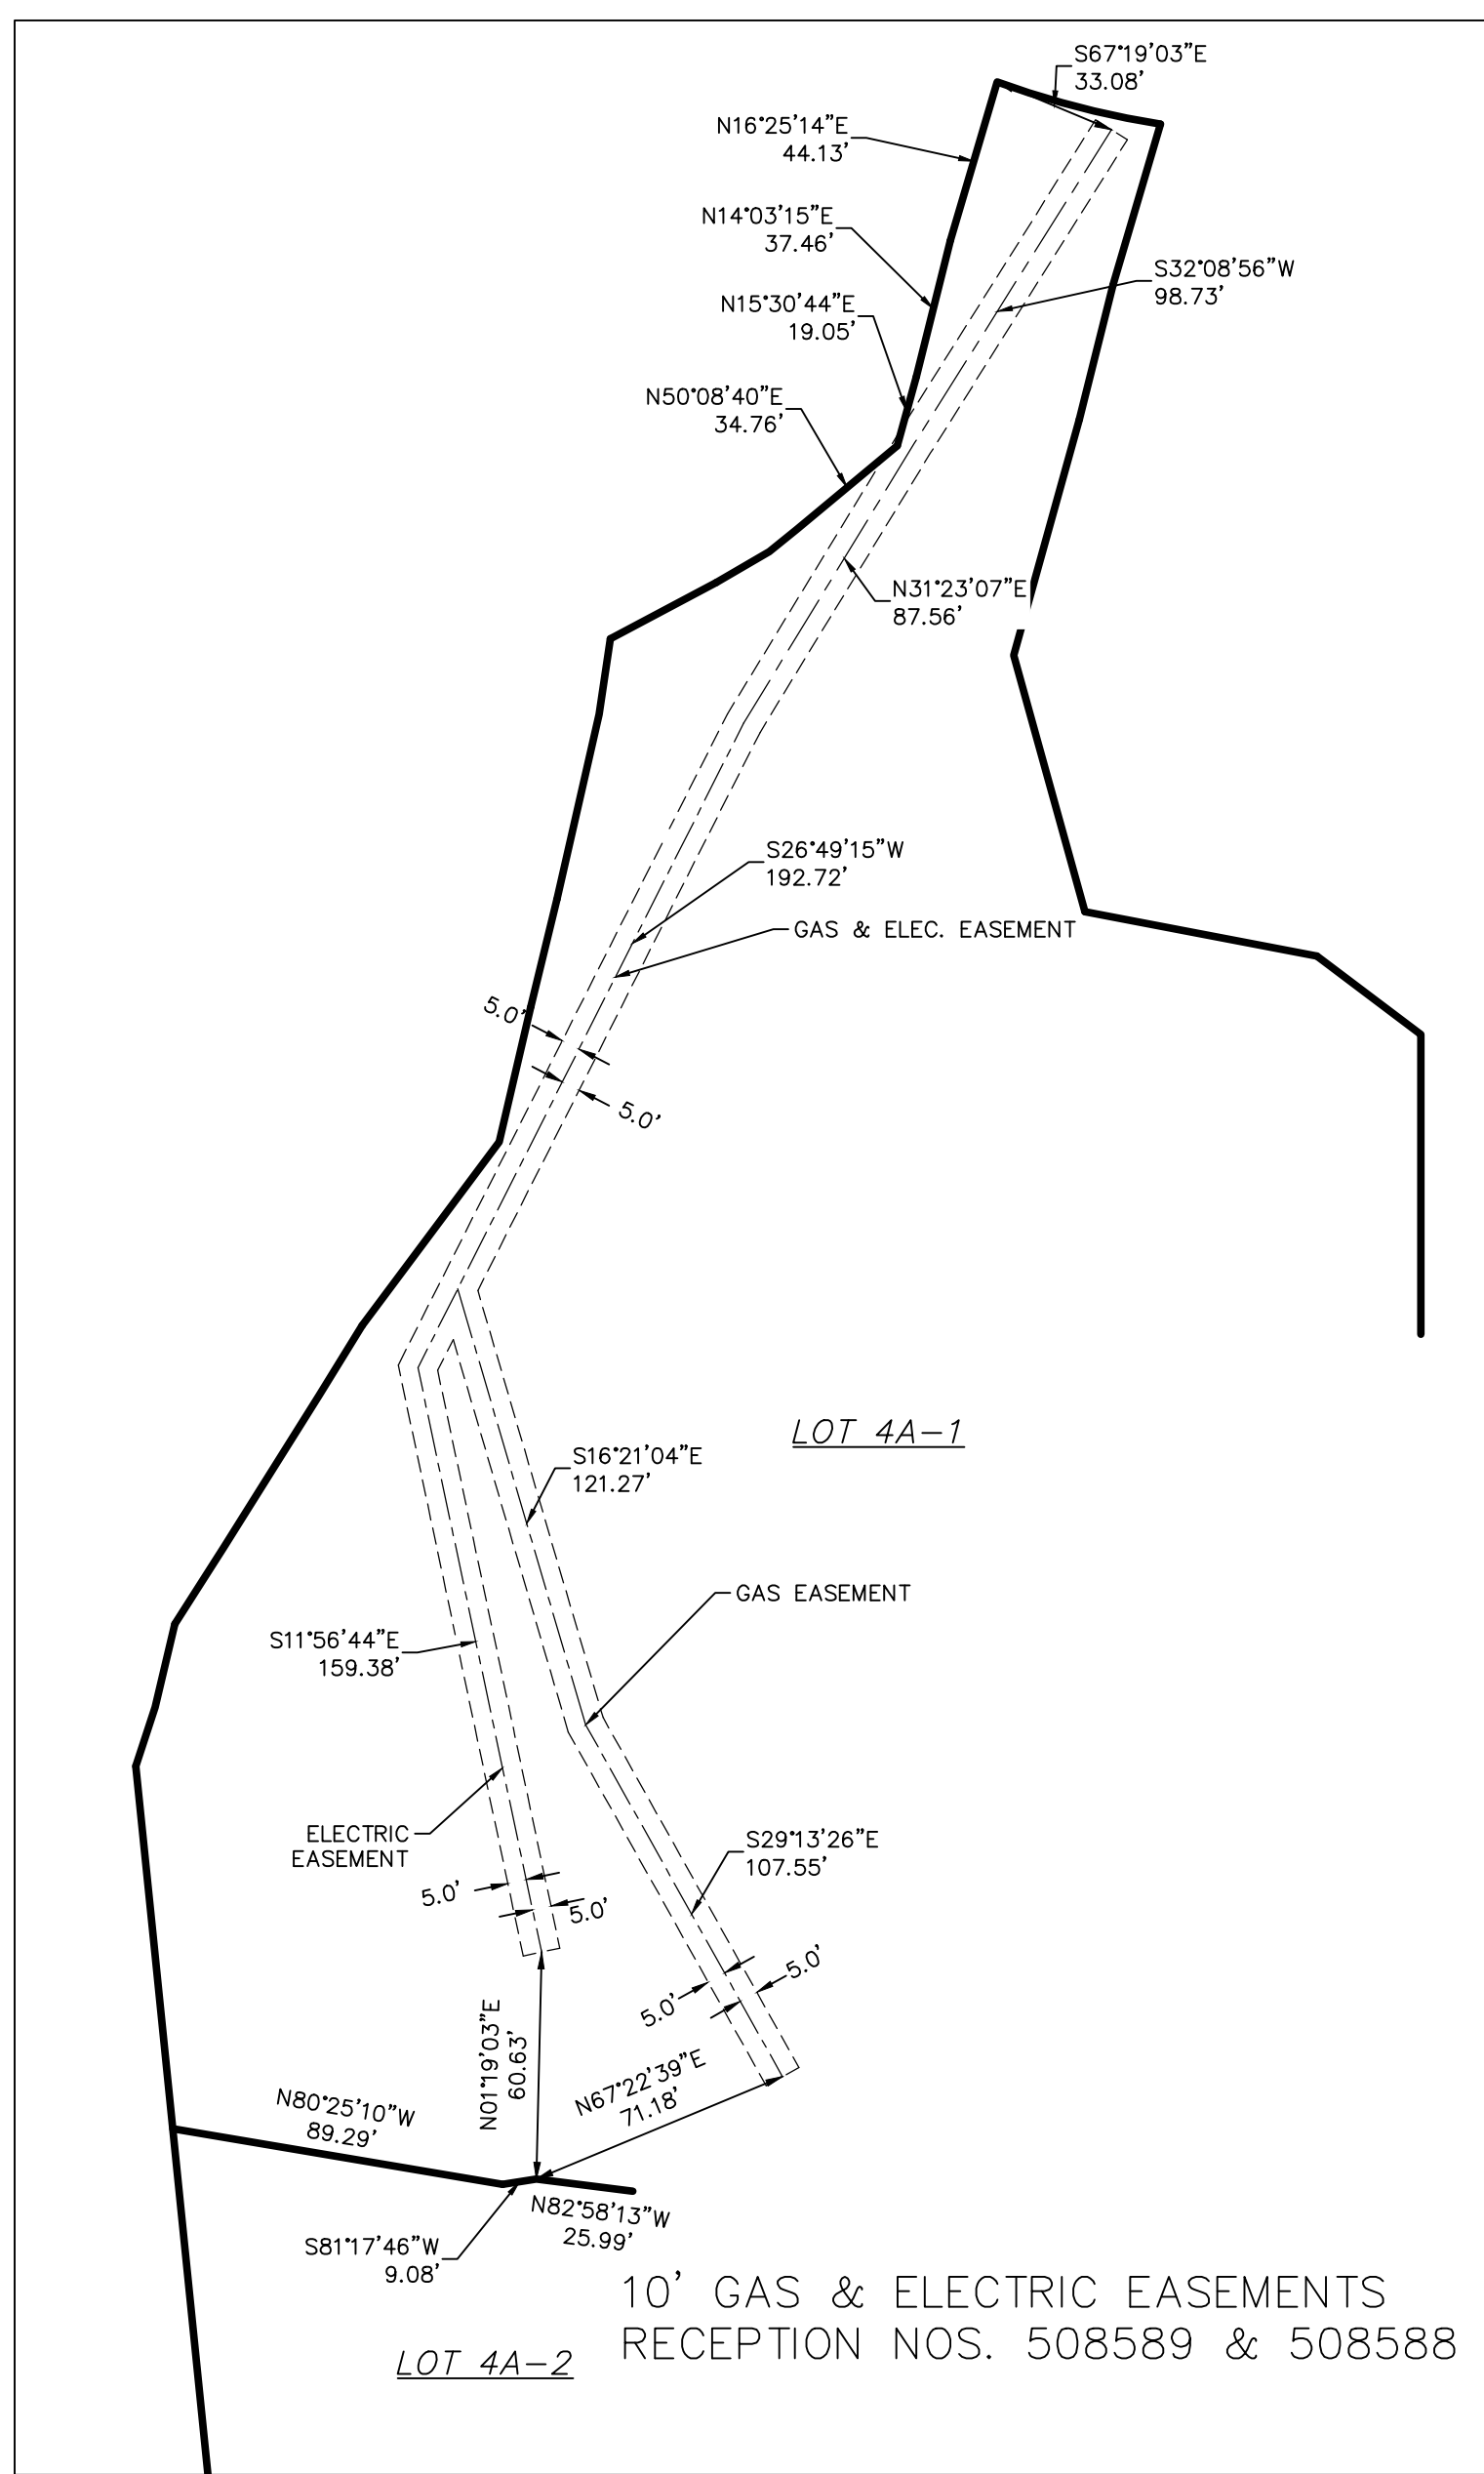 S67°19'03"E
33.08'
N16°25'14"E
44.13'
N14°03'15"E
37.46'
S32°08'56"W
98.73'
N15°30'44"E
19.05'
N50°08'40"E
34.76'
N31°23'07"E
87.56'
S26°49'15"W
192.72'
GAS & ELEC. EASEMENT
5.0'
5.0'
LOT 4A-1
S16°21'04"E
121.27'
GAS EASEMENT
S11°56'44"E
159.38'
ELECTRIC
EASEMENT
S29°13'26"E
107.55'
5.0'
5.0'
5.0'
5.0'
N01°19'03"E
60.63'
N67°22'39"E
71.18'
N80°25'10"W
89.29'
N82°58'13"W
25.99'
S81°17'46"W
9.08'
10' GAS & ELECTRIC EASEMENTS
RECEPTION NOS. 508589 & 508588
LOT 4A-2